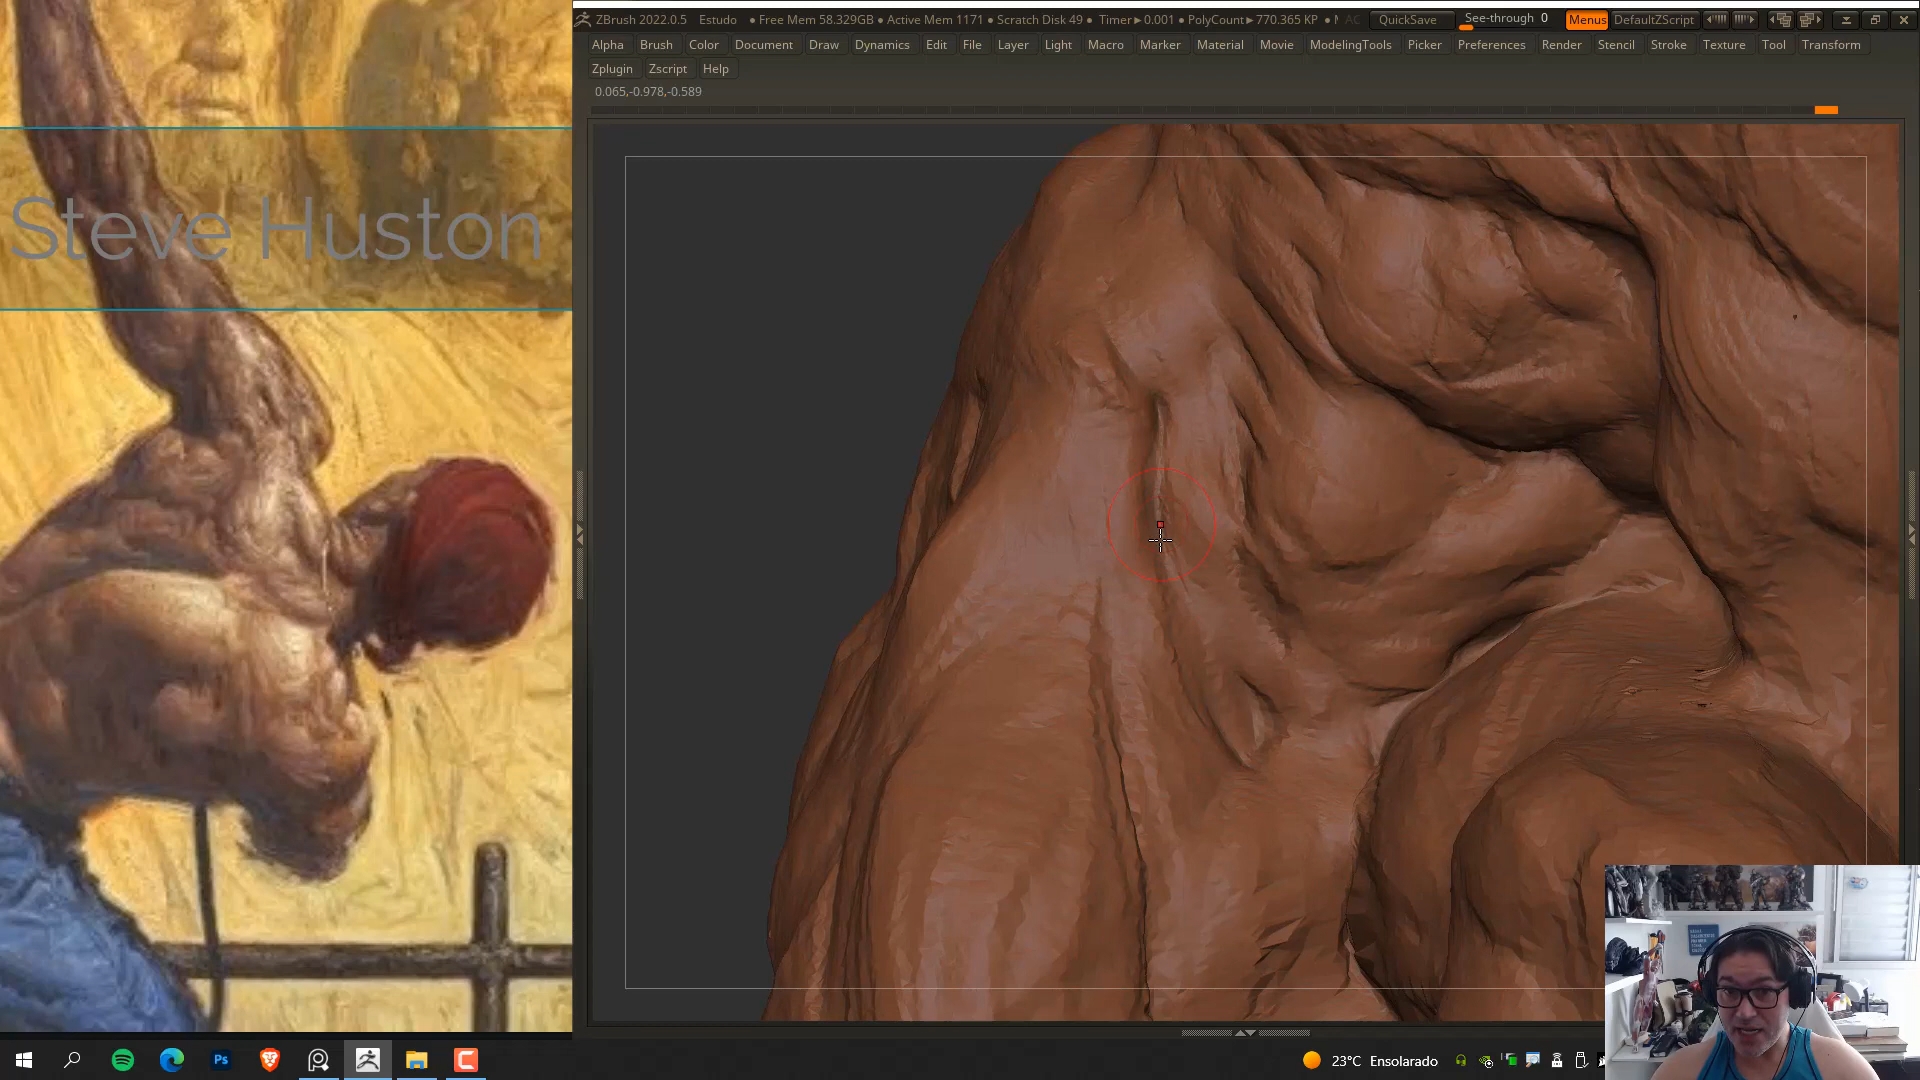 ZBrush 2022.0.5 Estudo ● Free Mem 58.329GB ● Active Mem 1171 ● Scratch Disk 49 ● Timer▶0.001 ● PolyCount▶770.365 KP ● M AC QuickSave See-through 0 Menus DefaultZScript
Alpha Brush Color Document Draw Dynamics Edit File Layer Light Macro Marker Material Movie ModelingTools Picker Preferences Render Stencil Stroke Texture Tool Transform
Zplugin Zscript Help
0.065,-0.978,-0.589
Steve Huston
Ps
23°C Ensolarado